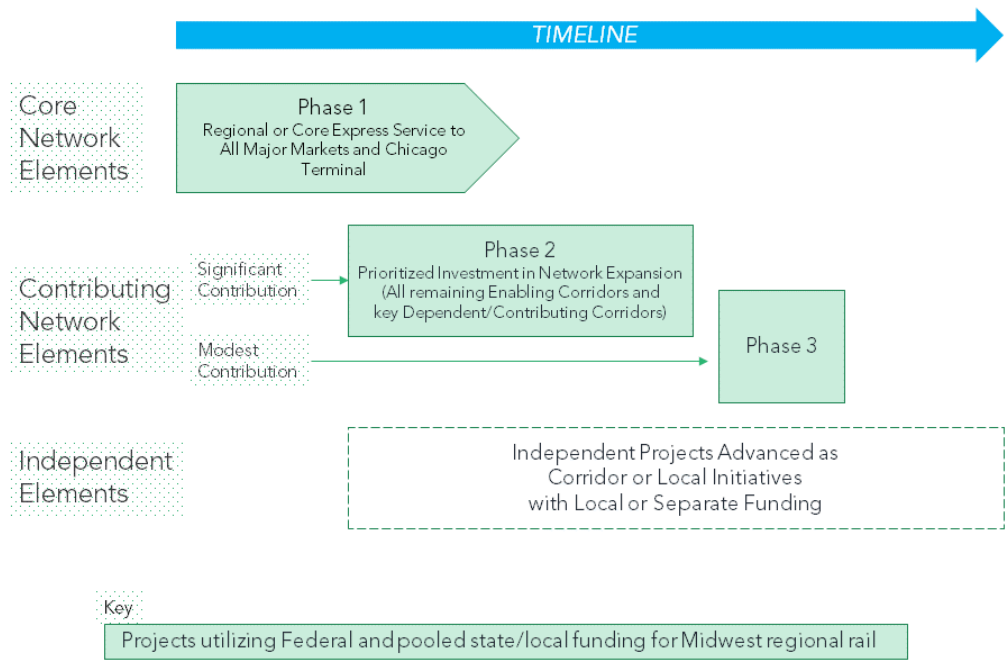 TIMELINE
Core
Network
Elements
Phase 1
Regional or Core Express Service to
All Major Markets and Chicago
Terminal
Contributing
Network
Elements
Significant
Contribution
Phase 2
Prioritized Investment in Network Expansion
(All remaining Enabling Corridors and
key Dependent/Contributing Corridors)
Modest
Contribution
Phase 3
Independent
Elements
Independent Projects Advanced as
Corridor or Local Initiatives
with Local or Separate Funding
Key
Projects utilizing Federal and pooled state/local funding for Midwest regional rail